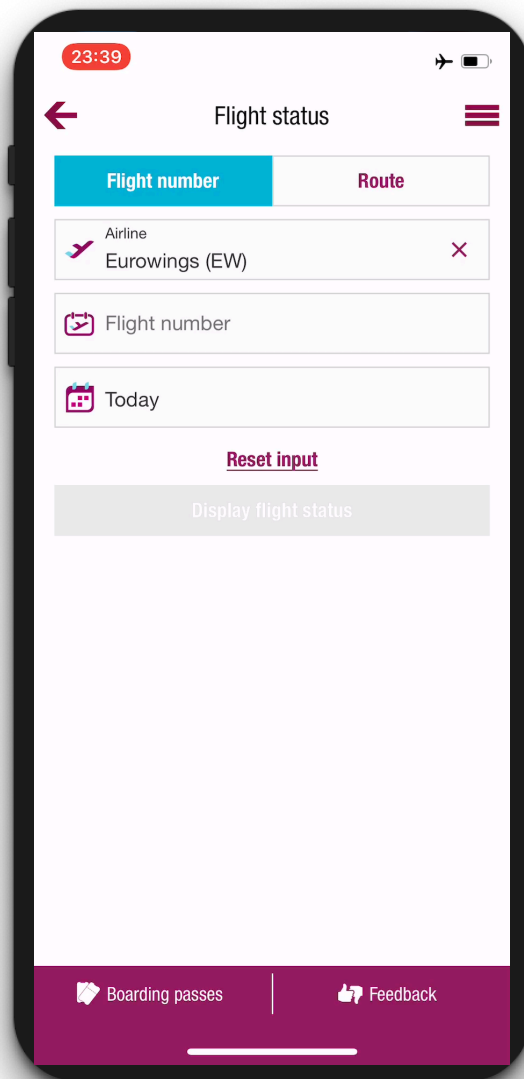 23:39
Flight status
Flight number Route
Airline
Eurowings (EW)
Flight number
Today
Reset input
Display flight status
Boarding passes Feedback